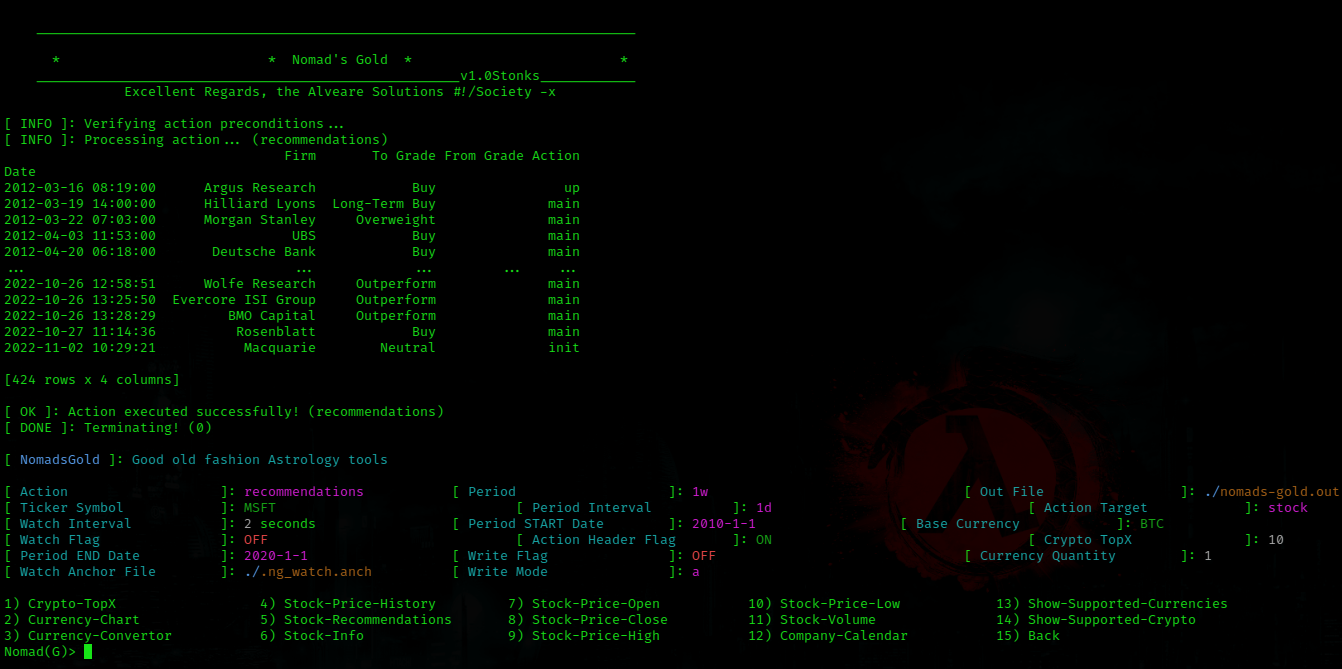 *                          *  Nomad's Gold  *                          *
v1.0Stonks
Excellent Regards, the Alveare Solutions #!/Society -x
[ INFO ]: Verifying action preconditions...
[ INFO ]: Processing action... (recommendations)
Firm       To Grade From Grade Action
Date
2012-03-16 08:19:00      Argus Research            Buy                up
2012-03-19 14:00:00      Hilliard Lyons  Long-Term Buy              main
2012-03-22 07:03:00      Morgan Stanley     Overweight              main
2012-04-03 11:53:00                 UBS            Buy              main
2012-04-20 06:18:00       Deutsche Bank            Buy              main
...                                 ...            ...        ...    ...
2022-10-26 12:58:51      Wolfe Research     Outperform              main
2022-10-26 13:25:50  Evercore ISI Group     Outperform              main
2022-10-26 13:28:29         BMO Capital     Outperform              main
2022-10-27 11:14:36          Rosenblatt            Buy              main
2022-11-02 10:29:21           Macquarie        Neutral              init
[424 rows x 4 columns]
[ OK ]: Action executed successfully! (recommendations)
[ DONE ]: Terminating! (0)
[ NomadsGold ]: Good old fashion Astrology tools
[ Action                   ]: recommendations           [ Period                   ]: 1w                                [ Out File                 ]: ./nomads-gold.out
[ Ticker Symbol            ]: MSFT                              [ Period Interval          ]: 1d                                [ Action Target            ]: stock
[ Watch Interval           ]: 2 seconds                 [ Period START Date        ]: 2010-1-1                  [ Base Currency            ]: BTC
[ Watch Flag               ]: OFF                               [ Action Header Flag       ]: ON                                [ Crypto TopX              ]: 10
[ Period END Date          ]: 2020-1-1                  [ Write Flag               ]: OFF                               [ Currency Quantity        ]: 1
[ Watch Anchor File        ]: ./.ng_watch.anch          [ Write Mode               ]: a
1) Crypto-TopX                  4) Stock-Price-History         7) Stock-Price-Open           10) Stock-Price-Low            13) Show-Supported-Currencies
2) Currency-Chart               5) Stock-Recommendations       8) Stock-Price-Close          11) Stock-Volume               14) Show-Supported-Crypto
3) Currency-Convertor           6) Stock-Info                  9) Stock-Price-High           12) Company-Calendar           15) Back
Nomad(G)>